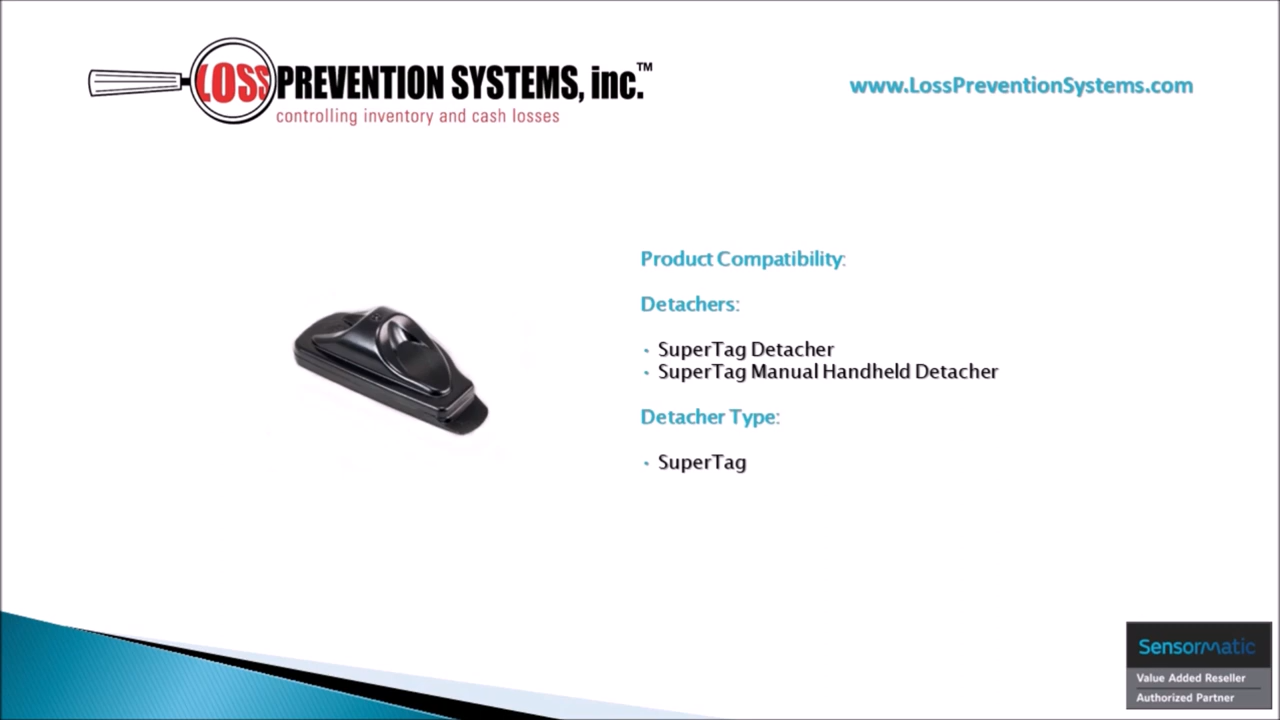 LOSS PREVENTION SYSTEMS, inc.™
controlling inventory and cash losses
www.LossPreventionSystems.com
Product Compatibility:
Detachers:
• SuperTag Detacher
• SuperTag Manual Handheld Detacher
Detacher Type:
• SuperTag
Sensormatic
Value Added Reseller
Authorized Partner